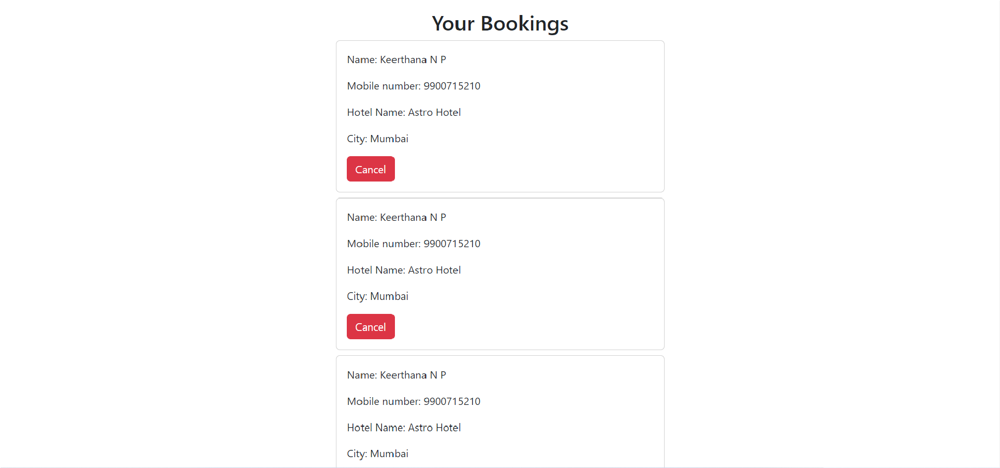 Your Bookings
Name: Keerthana N P
Mobile number: 9900715210
Hotel Name: Astro Hotel
City: Mumbai
Cancel
Name: Keerthana N P
Mobile number: 9900715210
Hotel Name: Astro Hotel
City: Mumbai
Cancel
Name: Keerthana N P
Mobile number: 9900715210
Hotel Name: Astro Hotel
City: Mumbai